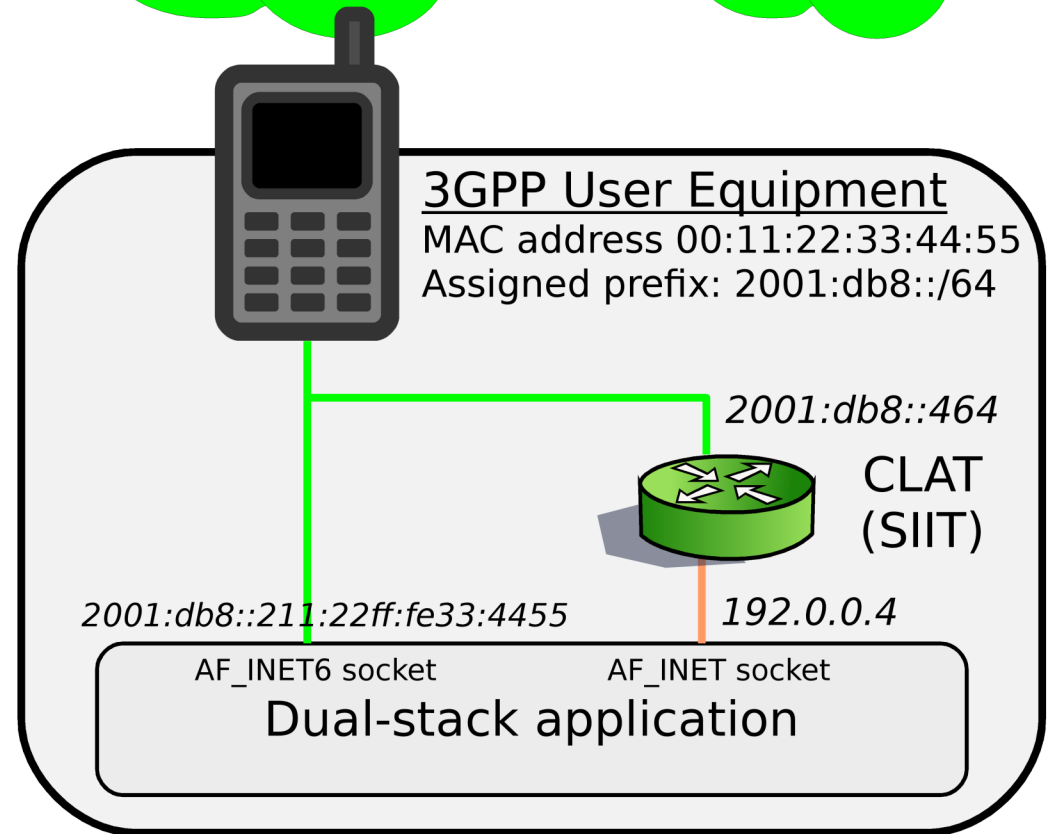 3GPP User Equipment
MAC address 00:11:22:33:44:55
Assigned prefix: 2001:db8::/64
2001:db8::464
CLAT
(SIIT)
2001:db8::211:22ff:fe33:4455
192.0.0.4
AF_INET6 socket
AF_INET socket
Dual-stack application